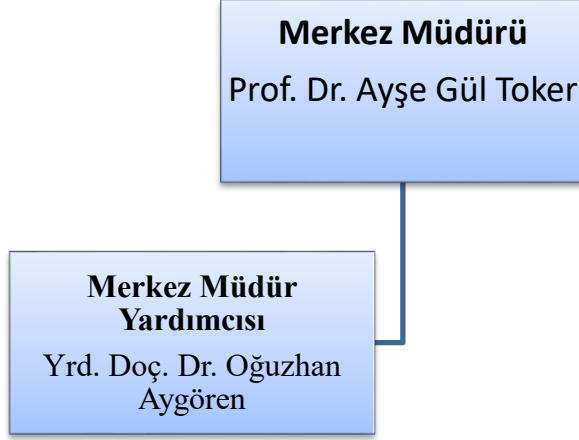 Merkez Müdürü
Prof. Dr. Ayşe Gül Toker
Merkez Müdür
Yardımcısı
Yrd. Doç. Dr. Oğuzhan
Aygören